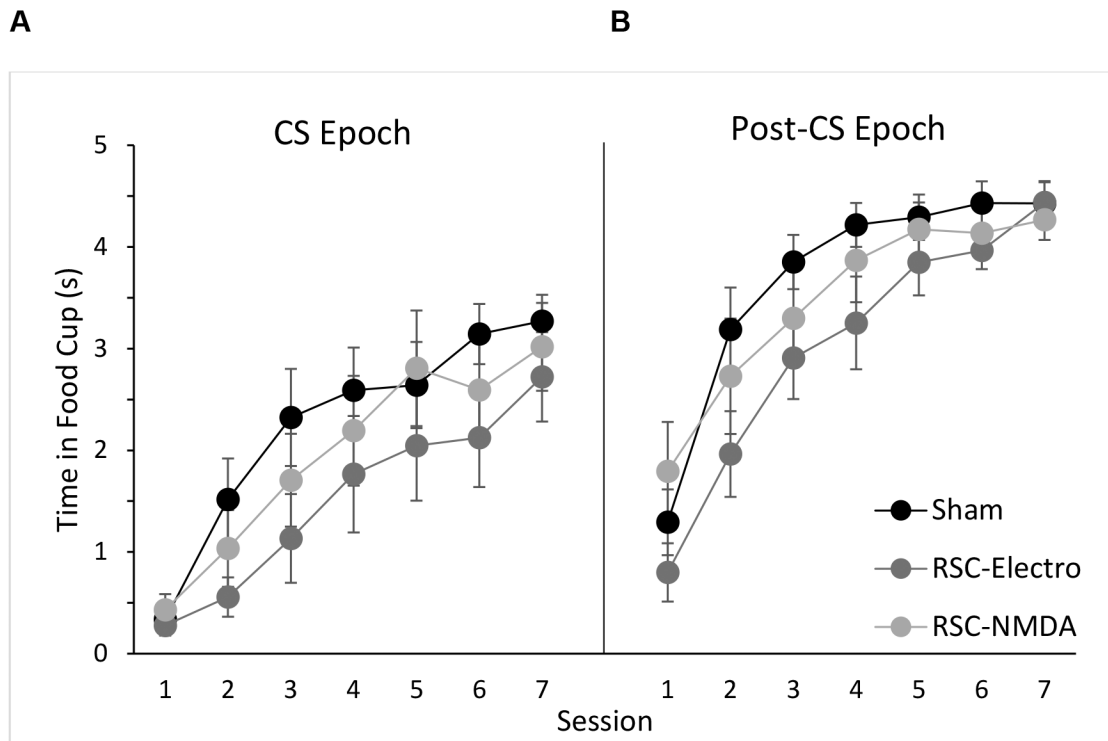 A
B
CS Epoch
Post-CS Epoch
Time in Food Cup (s)
5
4
3
2
1
0
Sham
RSC-Electro
RSC-NMDA
1 2 3 4 5 6 7
1 2 3 4 5 6 7
Session